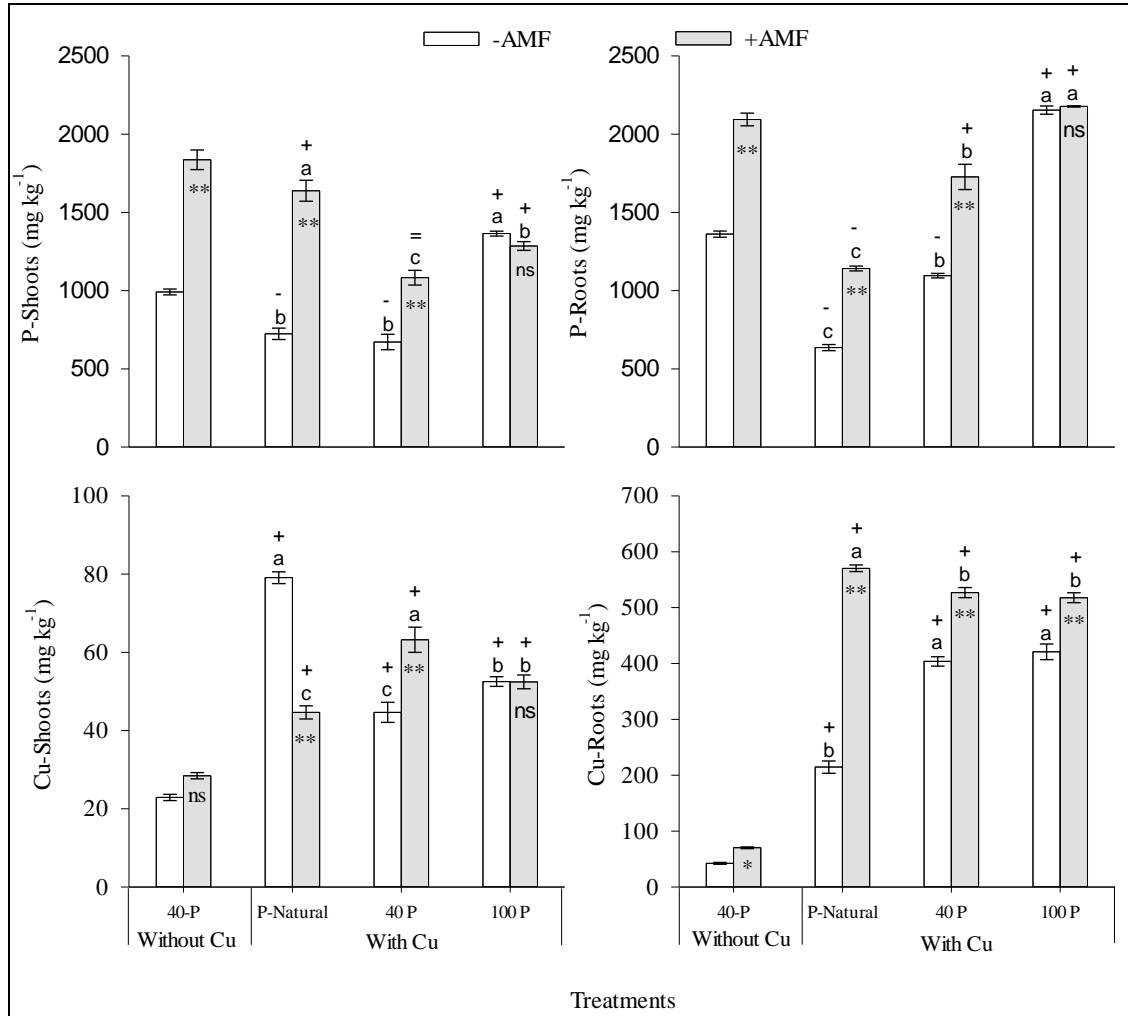 -AMF
+AMF
P-Shoots (mg kg-1)
2500
2000
1500
1000
500
0
**
+
a
**
-
b
=
c
**
-
b
+ +
a b
ns
P-Roots (mg kg-1)
2500
2000
1500
1000
500
0
**
-
c
-
**
-
b
+
b
**
+ +
a a
ns
Cu-Shoots (mg kg-1)
100
80
60
40
20
0
ns
+
a
+
c
**
+
c
+
a
**
+ +
b b
ns
40-P P-Natural 40 P 100 P
Without Cu With Cu
Cu-Roots (mg kg-1)
700
600
500
400
300
200
100
0
*
+
b
+
a
**
+
a
+
b
**
+
a
+
b
**
40-P P-Natural 40 P 100 P
Without Cu With Cu
Treatments